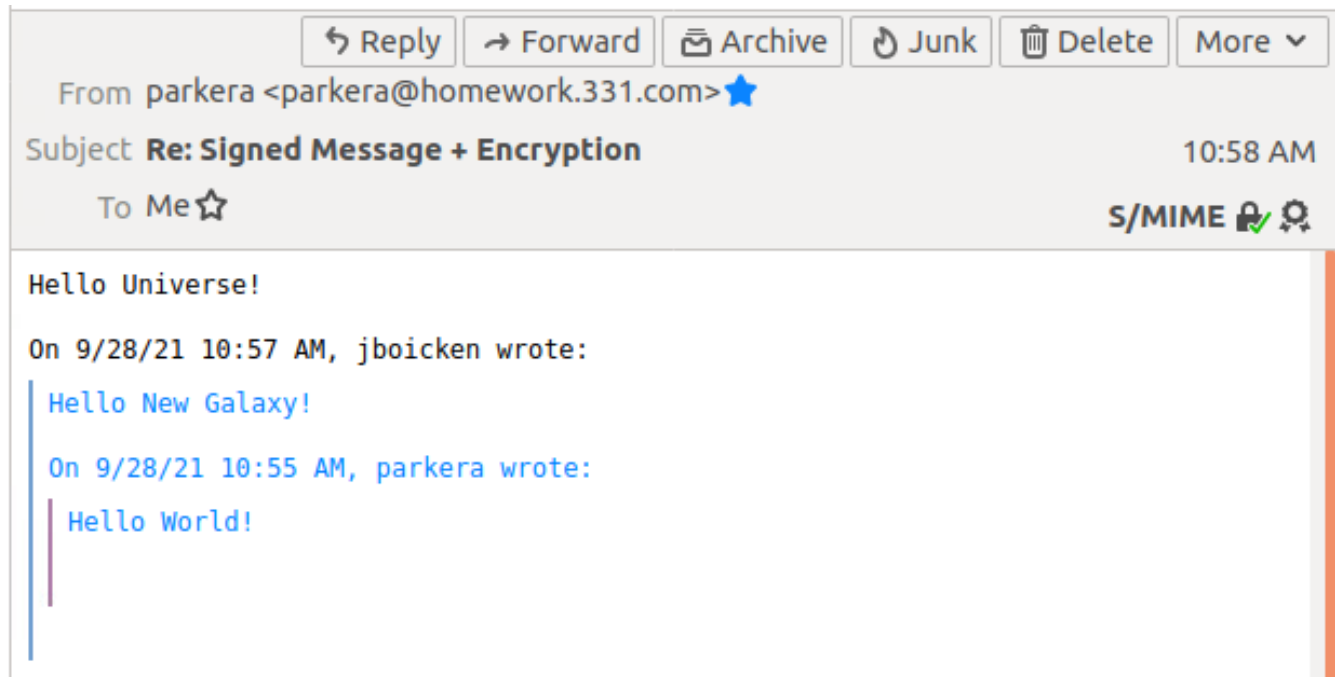 Reply Forward Archive Junk Delete More
From parkera <parkera@homework.331.com>
Subject Re: Signed Message + Encryption 10:58 AM
To Me S/MIME
Hello Universe!
On 9/28/21 10:57 AM, jboicken wrote:
Hello New Galaxy!
On 9/28/21 10:55 AM, parkera wrote:
Hello World!